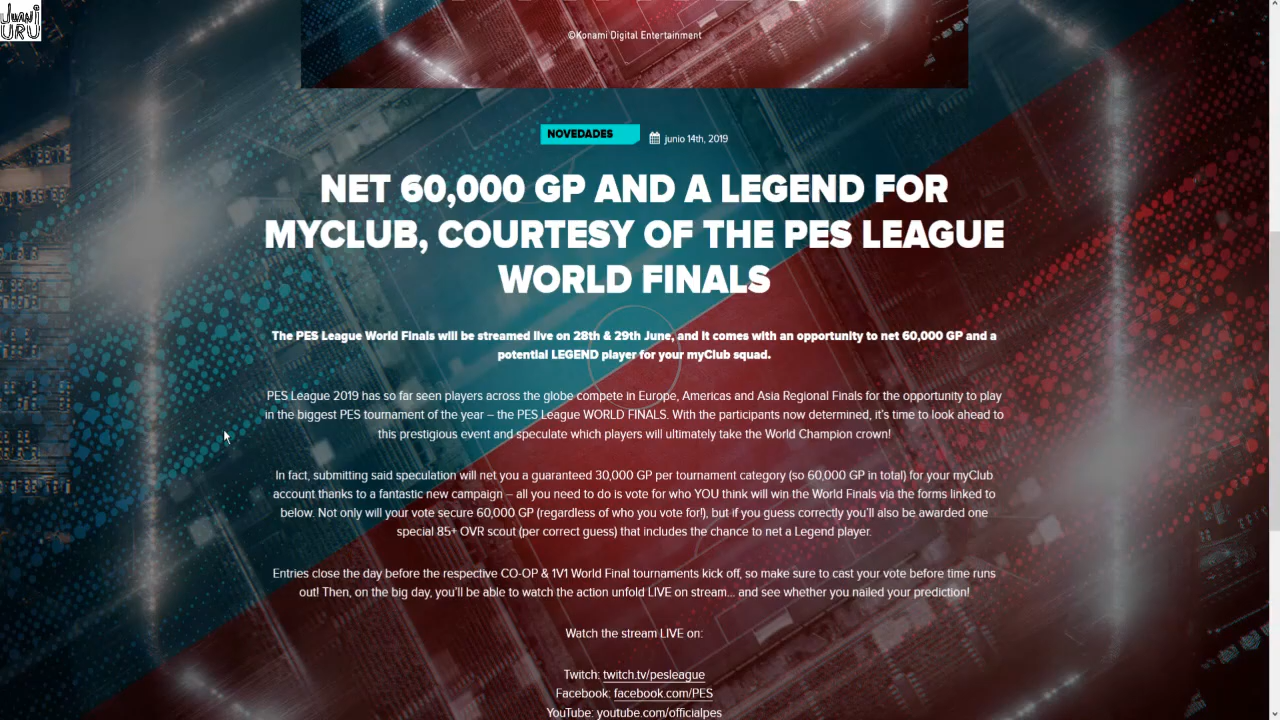 Juanj
URU
©Konami Digital Entertainment
NOVEDADES
junio 14th, 2019
NET 60,000 GP AND A LEGEND FOR
MYCLUB, COURTESY OF THE PES LEAGUE
WORLD FINALS
The PES League World Finals will be streamed live on 28th & 29th June, and it comes with an opportunity to net 60,000 GP and a
potential LEGEND player for your myClub squad.
PES League 2019 has so far seen players across the globe compete in Europe, Americas and Asia Regional Finals for the opportunity to play
in the biggest PES tournament of the year – the PES League WORLD FINALS. With the participants now determined, it's time to look ahead to
this prestigious event and speculate which players will ultimately take the World Champion crown!
In fact, submitting said speculation will net you a guaranteed 30,000 GP per tournament category (so 60,000 GP in total) for your myClub
account thanks to a fantastic new campaign – all you need to do is vote for who YOU think will win the World Finals via the forms linked to
below. Not only will your vote secure 60,000 GP (regardless of who you vote for!), but if you guess correctly you'll also be awarded one
special 85+ OVR scout (per correct guess) that includes the chance to net a Legend player.
Entries close the day before the respective CO-OP & 1V1 World Final tournaments kick off, so make sure to cast your vote before time runs
out! Then, on the big day, you'll be able to watch the action unfold LIVE on stream... and see whether you nailed your prediction!
Watch the stream LIVE on:
Twitch: twitch.tv/pesleague
Facebook: facebook.com/PES
YouTube: youtube.com/officialpes